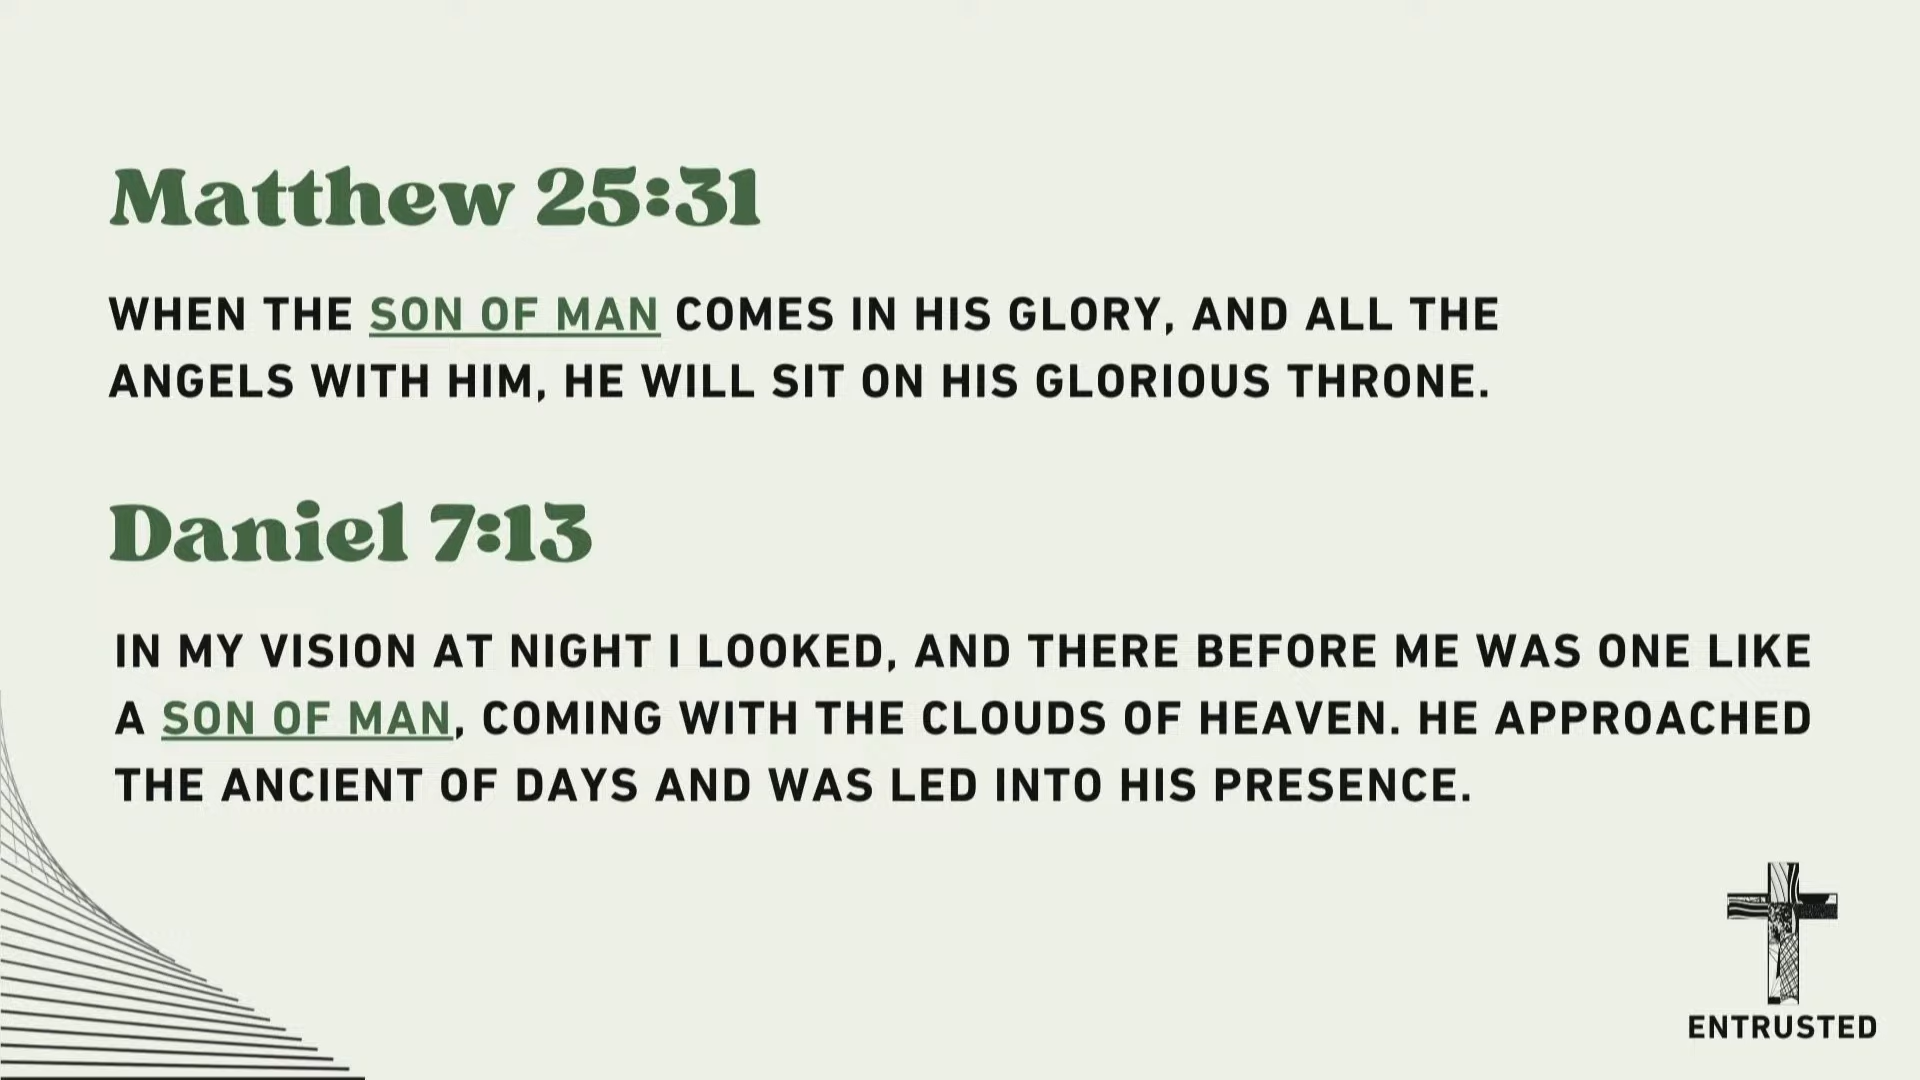 Matthew 25:31
WHEN THE SON OF MAN COMES IN HIS GLORY, AND ALL THE
ANGELS WITH HIM, HE WILL SIT ON HIS GLORIOUS THRONE.
Daniel 7:13
IN MY VISION AT NIGHT I LOOKED, AND THERE BEFORE ME WAS ONE LIKE
A SON OF MAN, COMING WITH THE CLOUDS OF HEAVEN. HE APPROACHED
THE ANCIENT OF DAYS AND WAS LED INTO HIS PRESENCE.
ENTRUSTED